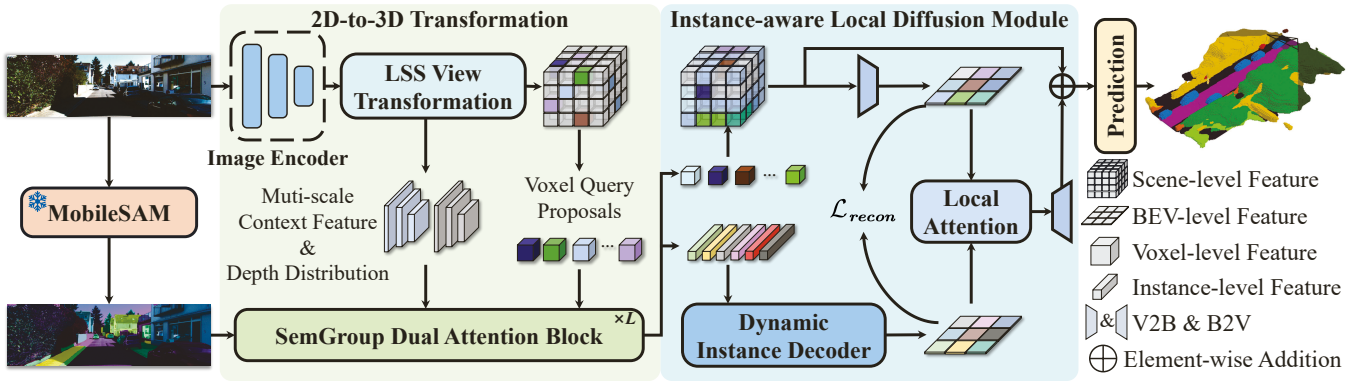 2D-to-3D Transformation
Instance-aware Local Diffusion Module
LSS View
Transformation
Image Encoder
Prediction
MobileSAM
Muti-scale
Context Feature
&
Depth Distribution
Voxel Query
Proposals
...
...
ℒrecon
Local
Attention
SemGroup Dual Attention Block
×L
Dynamic
Instance Decoder
Scene-level Feature
BEV-level Feature
Voxel-level Feature
Instance-level Feature
& V2B & B2V
Element-wise Addition